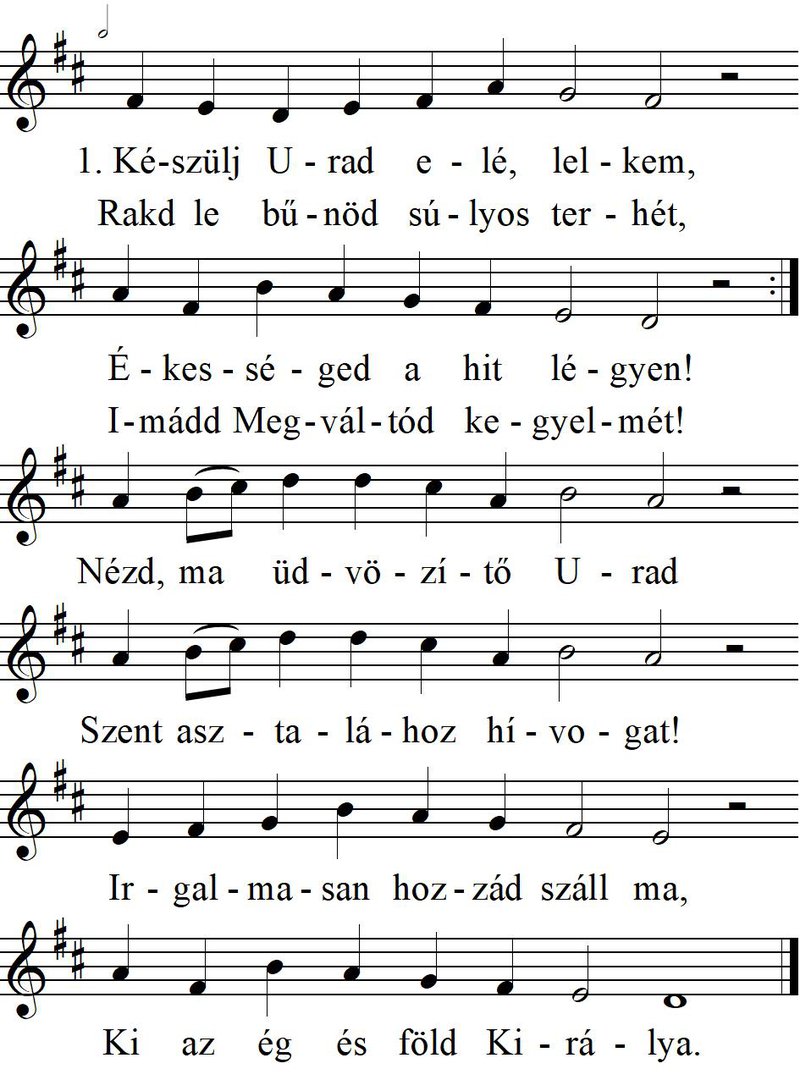 1. Ké-szülj U - rad e - lé, lel - kem,
Rakd le bű - nöd sú - lyos ter - hét,
É - kes - sé - ged a hit lé - gyen!
I - mádd Meg - vál - tód ke - gyel - mét!
Nézd, ma üd - vö - zí - tő U - rad
Szent asz - ta - lá - hoz hí - vo - gat!
Ir - gal - ma - san hoz - zád száll ma,
Ki az ég és föld Ki - rá - lya.